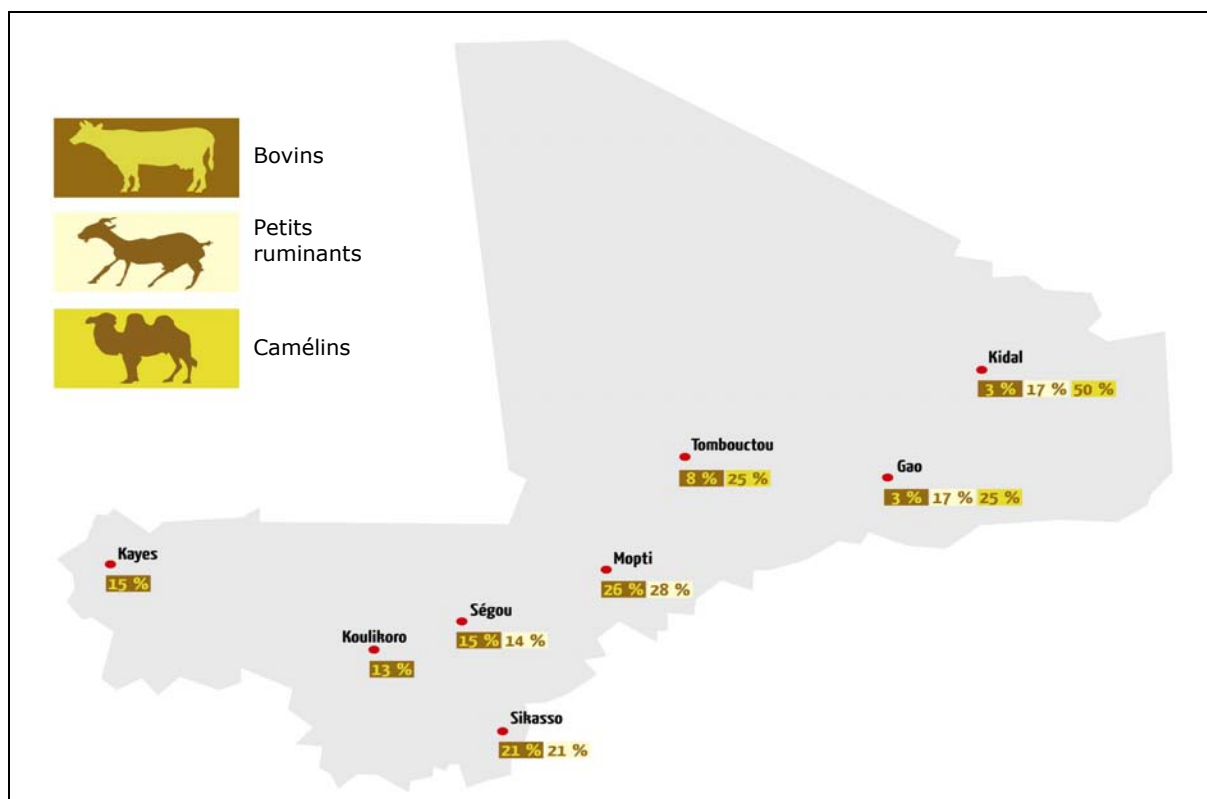 Bovins
Petits
ruminants
Camélins
Kidal
3 % 17 % 50 %
Tombouctou
8 % 25 %
Gao
3 % 17 % 25 %
Kayes
15 %
Mopti
26 % 28 %
Ségou
15 % 14 %
Koulikoro
13 %
Sikasso
21 % 21 %